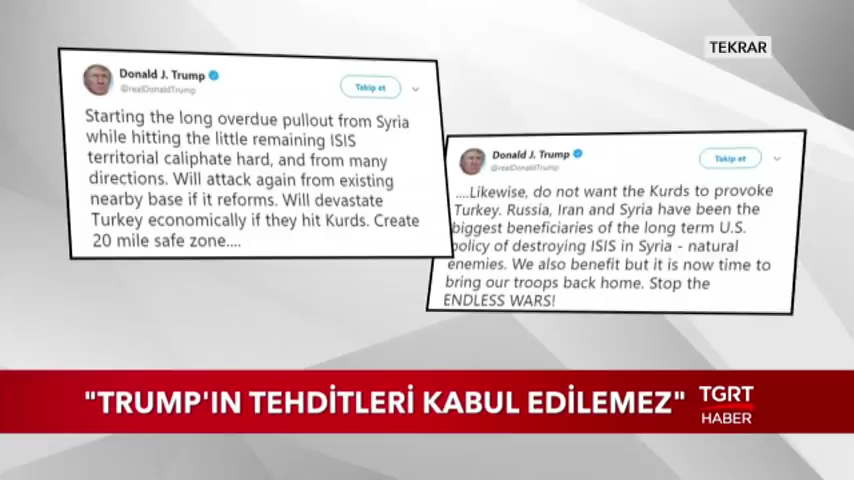 TEKRAR
Donald J. Trump
@realDonaldTrump
Takip et
Starting the long overdue pullout from Syria
while hitting the little remaining ISIS
territorial caliphate hard, and from many
directions. Will attack again from existing
nearby base if it reforms. Will devastate
Turkey economically if they hit Kurds. Create
20 mile safe zone....
Donald J. Trump
@realDonaldTrump
Takip et
....Likewise, do not want the Kurds to provoke
Turkey. Russia, Iran and Syria have been the
biggest beneficiaries of the long term U.S.
policy of destroying ISIS in Syria - natural
enemies. We also benefit but it is now time to
bring our troops back home. Stop the
ENDLESS WARS!
"TRUMP'IN TEHDİTLERİ KABUL EDİLEMEZ"
TGRT
HABER